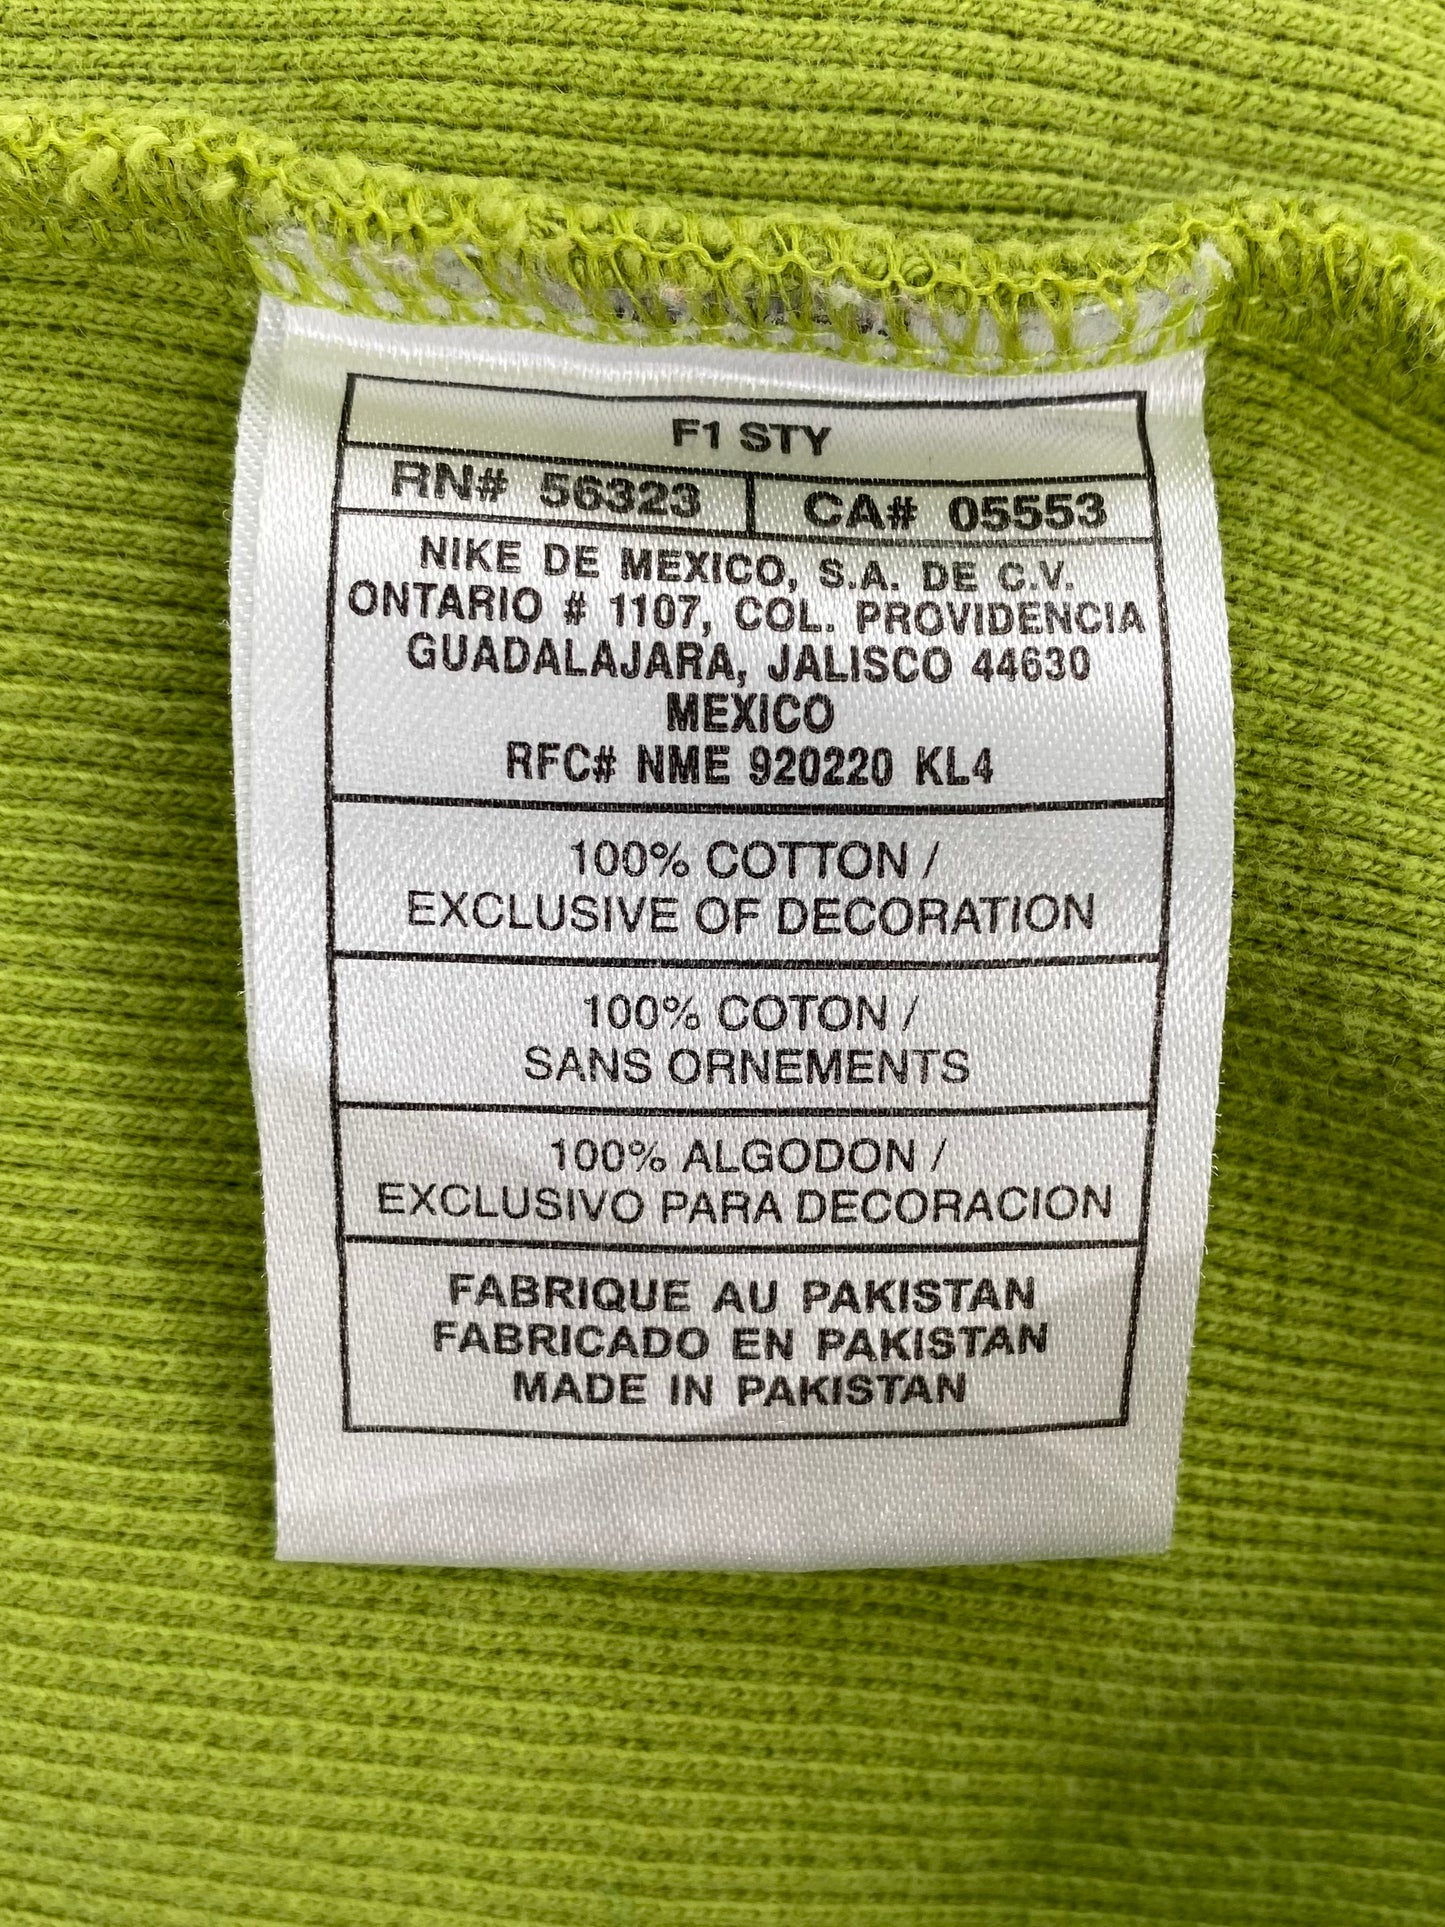 F1 STY
RN# 56323 CA# 05553
NIKE DE MEXICO, S.A. DE C.V.
ONTARIO # 1107, COL. PROVIDENCIA
GUADALAJARA, JALISCO 44630
MEXICO
RFC# NME 920220 KL4
100% COTTON /
EXCLUSIVE OF DECORATION
100% COTON /
SANS ORNEMENTS
100% ALGODON /
EXCLUSIVO PARA DECORACION
FABRIQUE AU PAKISTAN
FABRICADO EN PAKISTAN
MADE IN PAKISTAN